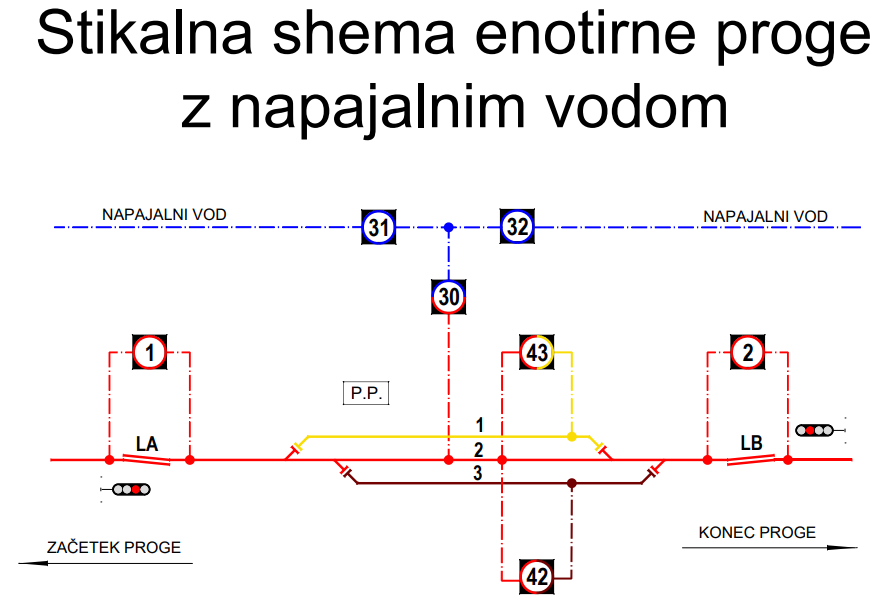 Stikalna shema enotirne proge
z napajalnim vodom
NAPAJALNI VOD
31
32
NAPAJALNI VOD
30
1
43
2
P.P.
LA
1
2
3
LB
ZAČETEK PROGE
KONEC PROGE
42